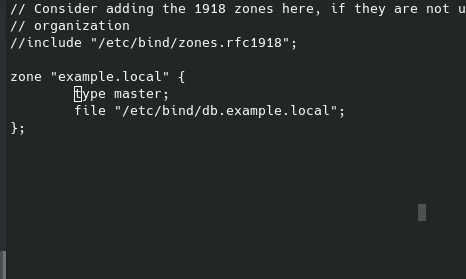 // Consider adding the 1918 zones here, if they are not u
// organization
//include "/etc/bind/zones.rfc1918";
zone "example.local" {
type master;
file "/etc/bind/db.example.local";
};